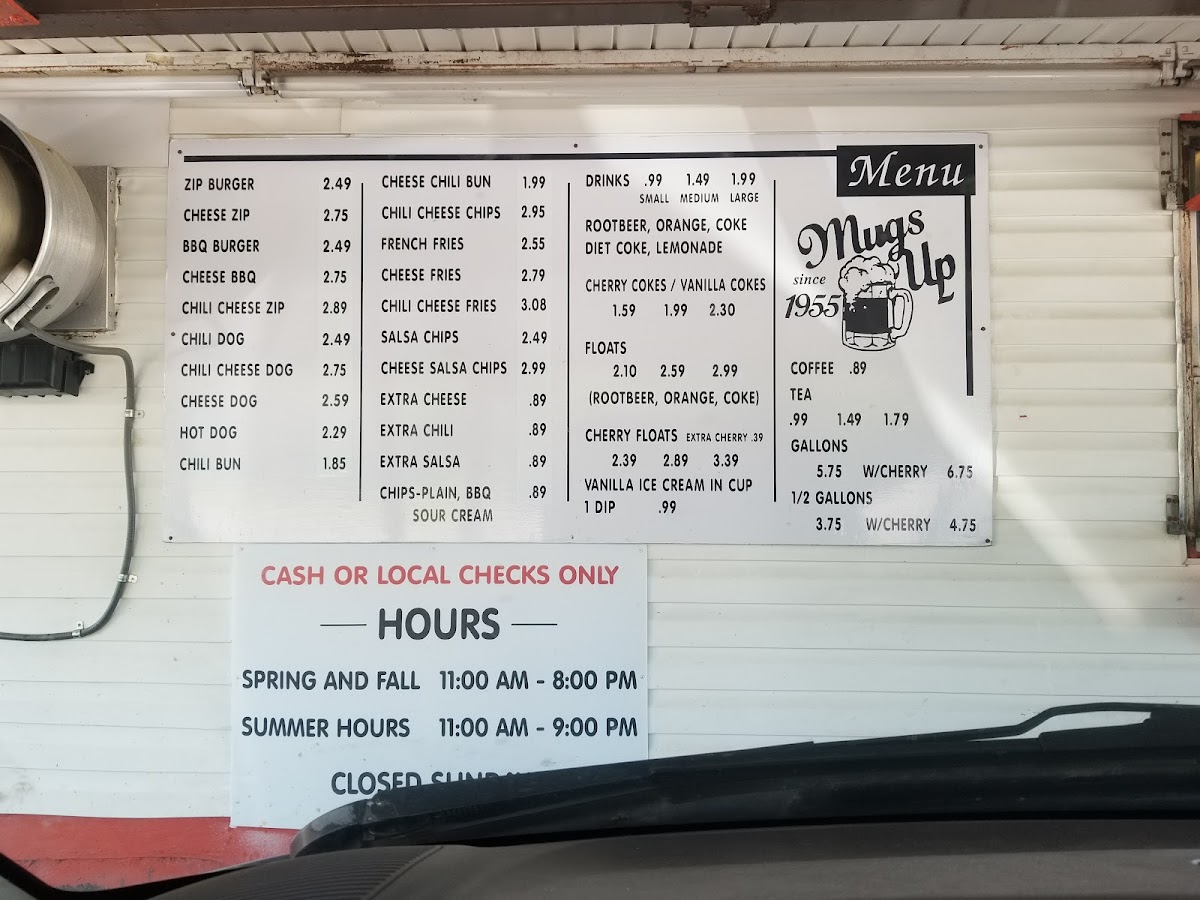 Menu
ZIP BURGER 2.49
CHEESE ZIP 2.75
BBQ BURGER 2.49
CHEESE BBQ 2.75
CHILI CHEESE ZIP 2.89
CHILI DOG 2.49
CHILI CHEESE DOG 2.75
CHEESE DOG 2.59
HOT DOG 2.29
CHILI BUN 1.85
CHEESE CHILI BUN 1.99
CHILI CHEESE CHIPS 2.95
FRENCH FRIES 2.55
CHEESE FRIES 2.79
CHILI CHEESE FRIES 3.08
SALSA CHIPS 2.49
CHEESE SALSA CHIPS 2.99
EXTRA CHEESE .89
EXTRA CHILI .89
EXTRA SALSA .89
CHIPS-PLAIN, BBQ .89
SOUR CREAM
DRINKS .99 1.49 1.99
SMALL MEDIUM LARGE
ROOTBEER, ORANGE, COKE
DIET COKE, LEMONADE
CHERRY COKES / VANILLA COKES
1.59 1.99 2.30
FLOATS
2.10 2.59 2.99
(ROOTBEER, ORANGE, COKE)
CHERRY FLOATS EXTRA CHERRY .39
2.39 2.89 3.39
VANILLA ICE CREAM IN CUP
1 DIP .99
Mugs
Up
since
1955
COFFEE .89
TEA
.99 1.49 1.79
GALLONS
5.75 W/CHERRY 6.75
1/2 GALLONS
3.75 W/CHERRY 4.75
CASH OR LOCAL CHECKS ONLY
HOURS
SPRING AND FALL 11:00 AM - 8:00 PM
SUMMER HOURS 11:00 AM - 9:00 PM
CLOSED